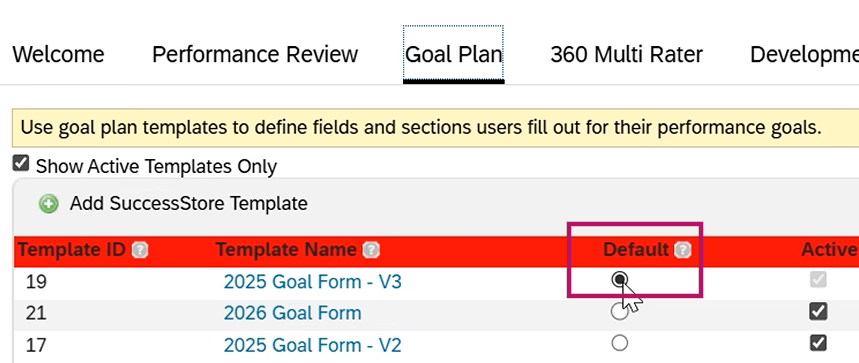 Welcome Performance Review Goal Plan 360 Multi Rater Developme
Use goal plan templates to define fields and sections users fill out for their performance goals.
Show Active Templates Only
Add SuccessStore Template
Template ID ? Template Name ? Default ? Active
19 2025 Goal Form - V3
21 2026 Goal Form
17 2025 Goal Form - V2